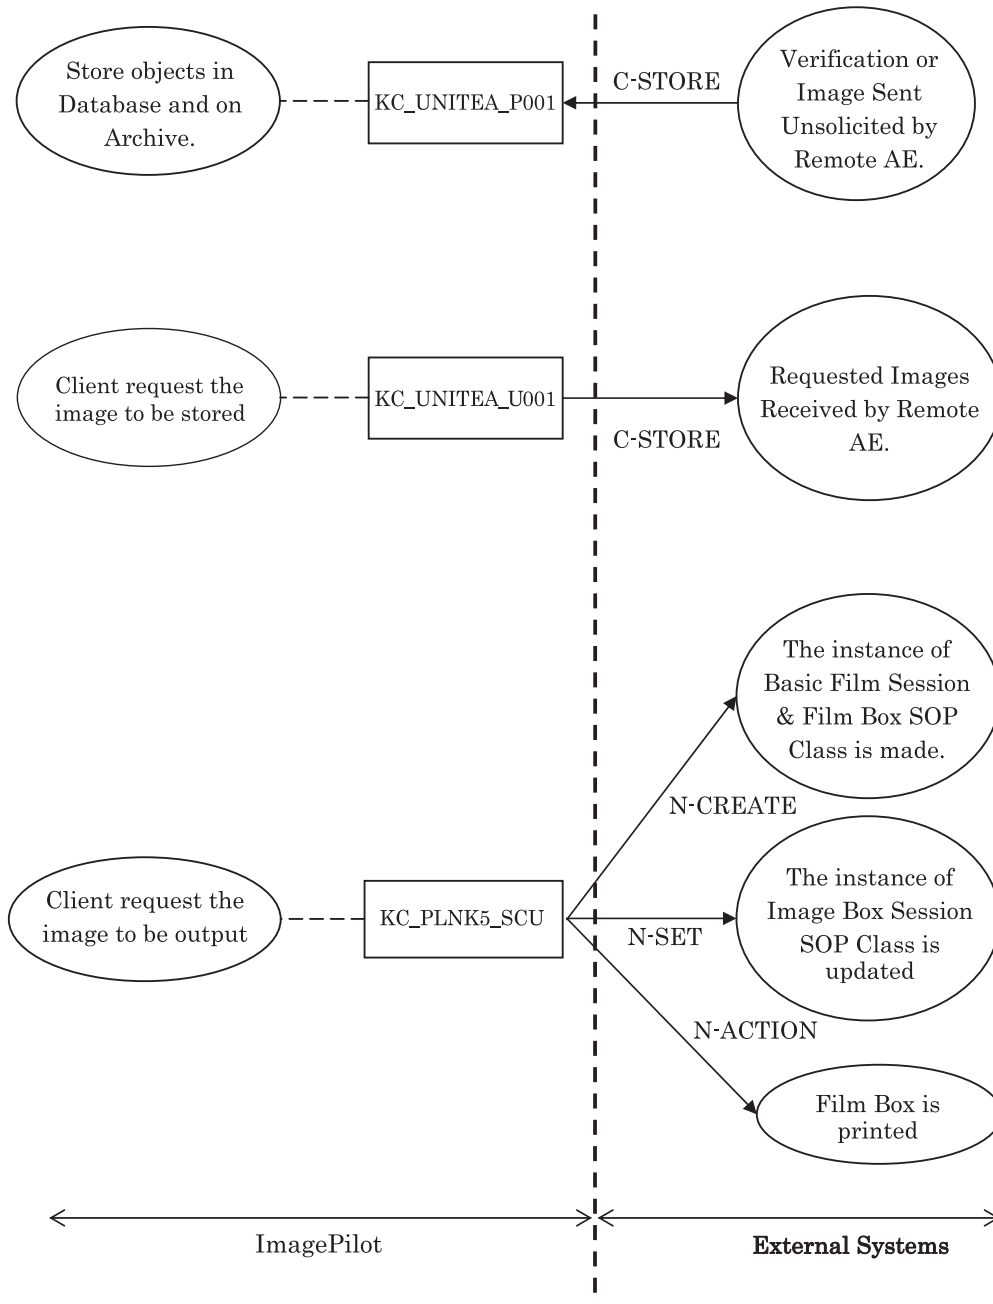 Store objects in
Database and on
Archive.
KC_UNITEA_P001
C-STORE
Verification or
Image Sent
Unsolicited by
Remote AE.
Client request the
image to be stored
KC_UNITEA_U001
C-STORE
Requested Images
Received by Remote
AE.
The instance of
Basic Film Session
& Film Box SOP
Class is made.
N-CREATE
Client request the
image to be output
KC_PLNK5_SCU
N-SET
The instance of
Image Box Session
SOP Class is
updated
N-ACTION
Film Box is
printed
ImagePilot
External Systems